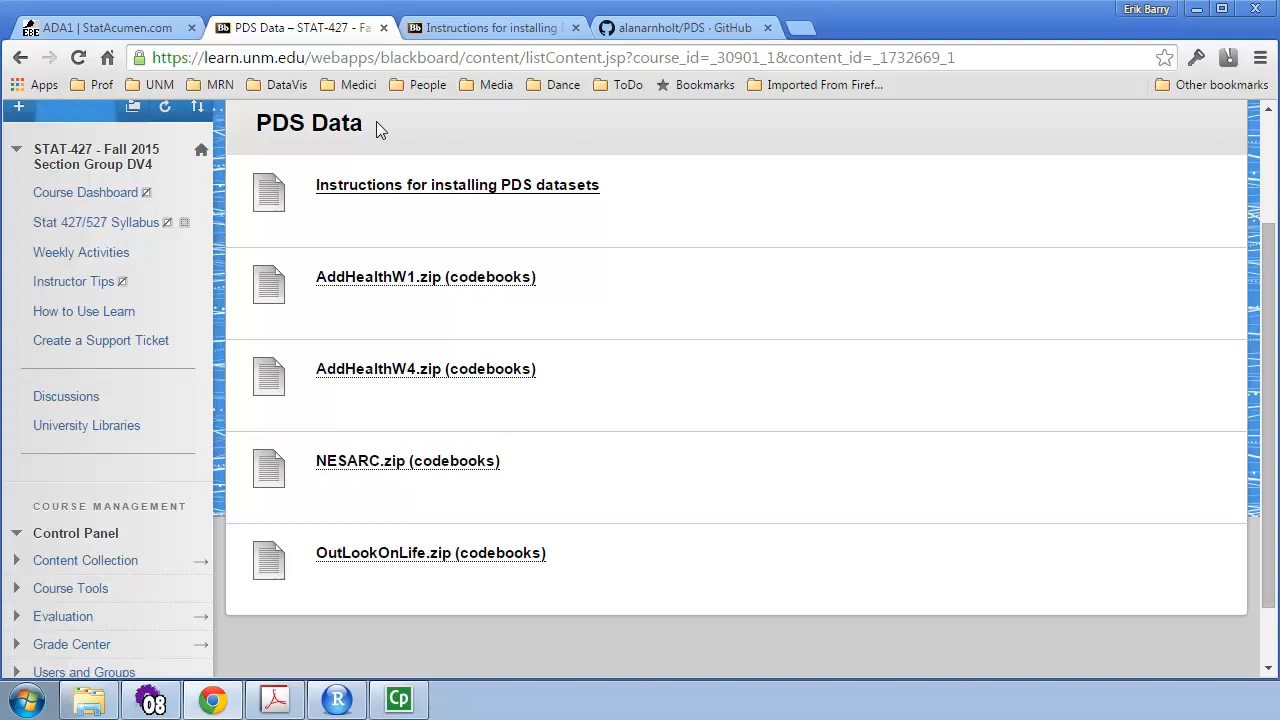 Erik Barry
ADA1 | StatAcumen.com
PDS Data – STAT-427 - Fa
Instructions for installing
alanarnholt/PDS · GitHub
https://learn.unm.edu/webapps/blackboard/content/listContent.jsp?course_id=_30901_1&content_id=_1732669_1
Apps Prof UNM MRN DataVis Medici People Media Dance ToDo Bookmarks Imported From Firef... Other bookmarks
PDS Data
STAT-427 - Fall 2015
Section Group DV4
Course Dashboard
Stat 427/527 Syllabus
Weekly Activities
Instructor Tips
How to Use Learn
Create a Support Ticket
Discussions
University Libraries
COURSE MANAGEMENT
Control Panel
Content Collection
Course Tools
Evaluation
Grade Center
Users and Groups
Instructions for installing PDS datasets
AddHealthW1.zip (codebooks)
AddHealthW4.zip (codebooks)
NESARC.zip (codebooks)
OutLookOnLife.zip (codebooks)
08
R
Cp